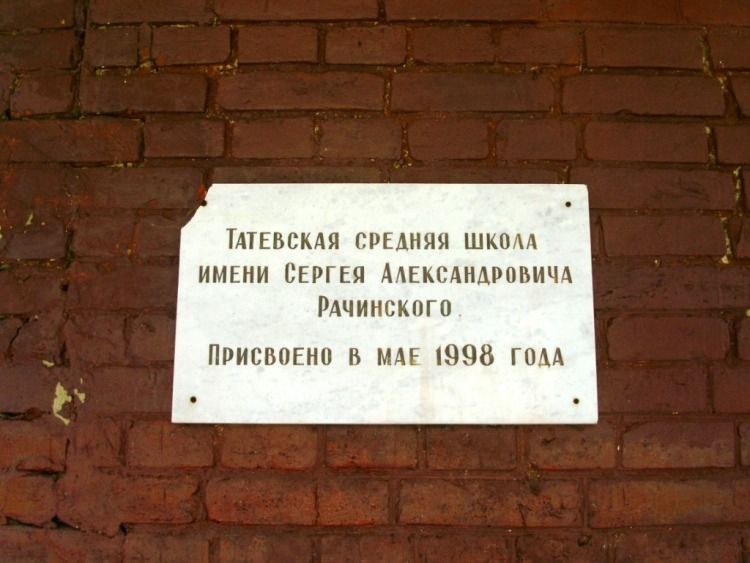 Татевская средняя школа
имени Сергея Александровича
Рачинского.
Присвоено в мае 1998 года